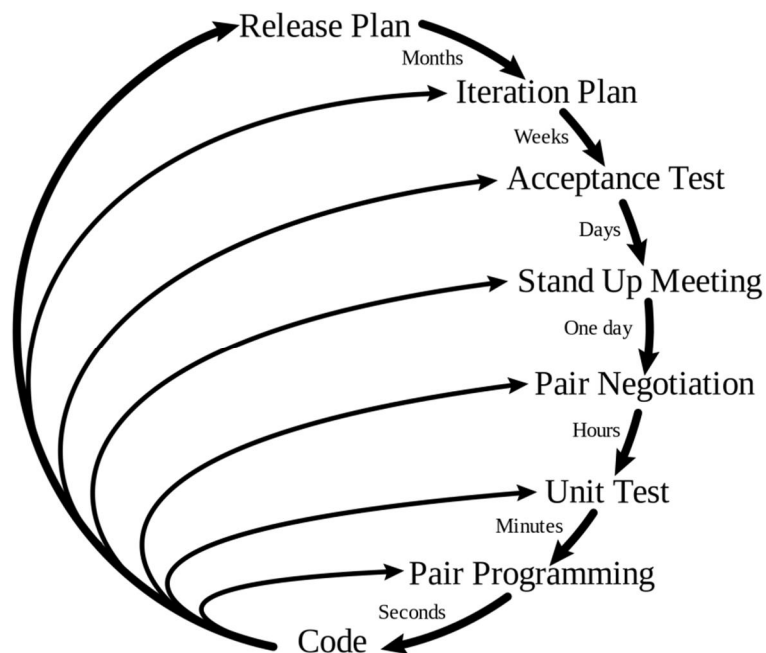 Release Plan
Months
Iteration Plan
Weeks
Acceptance Test
Days
Stand Up Meeting
One day
Pair Negotiation
Hours
Unit Test
Minutes
Pair Programming
Seconds
Code